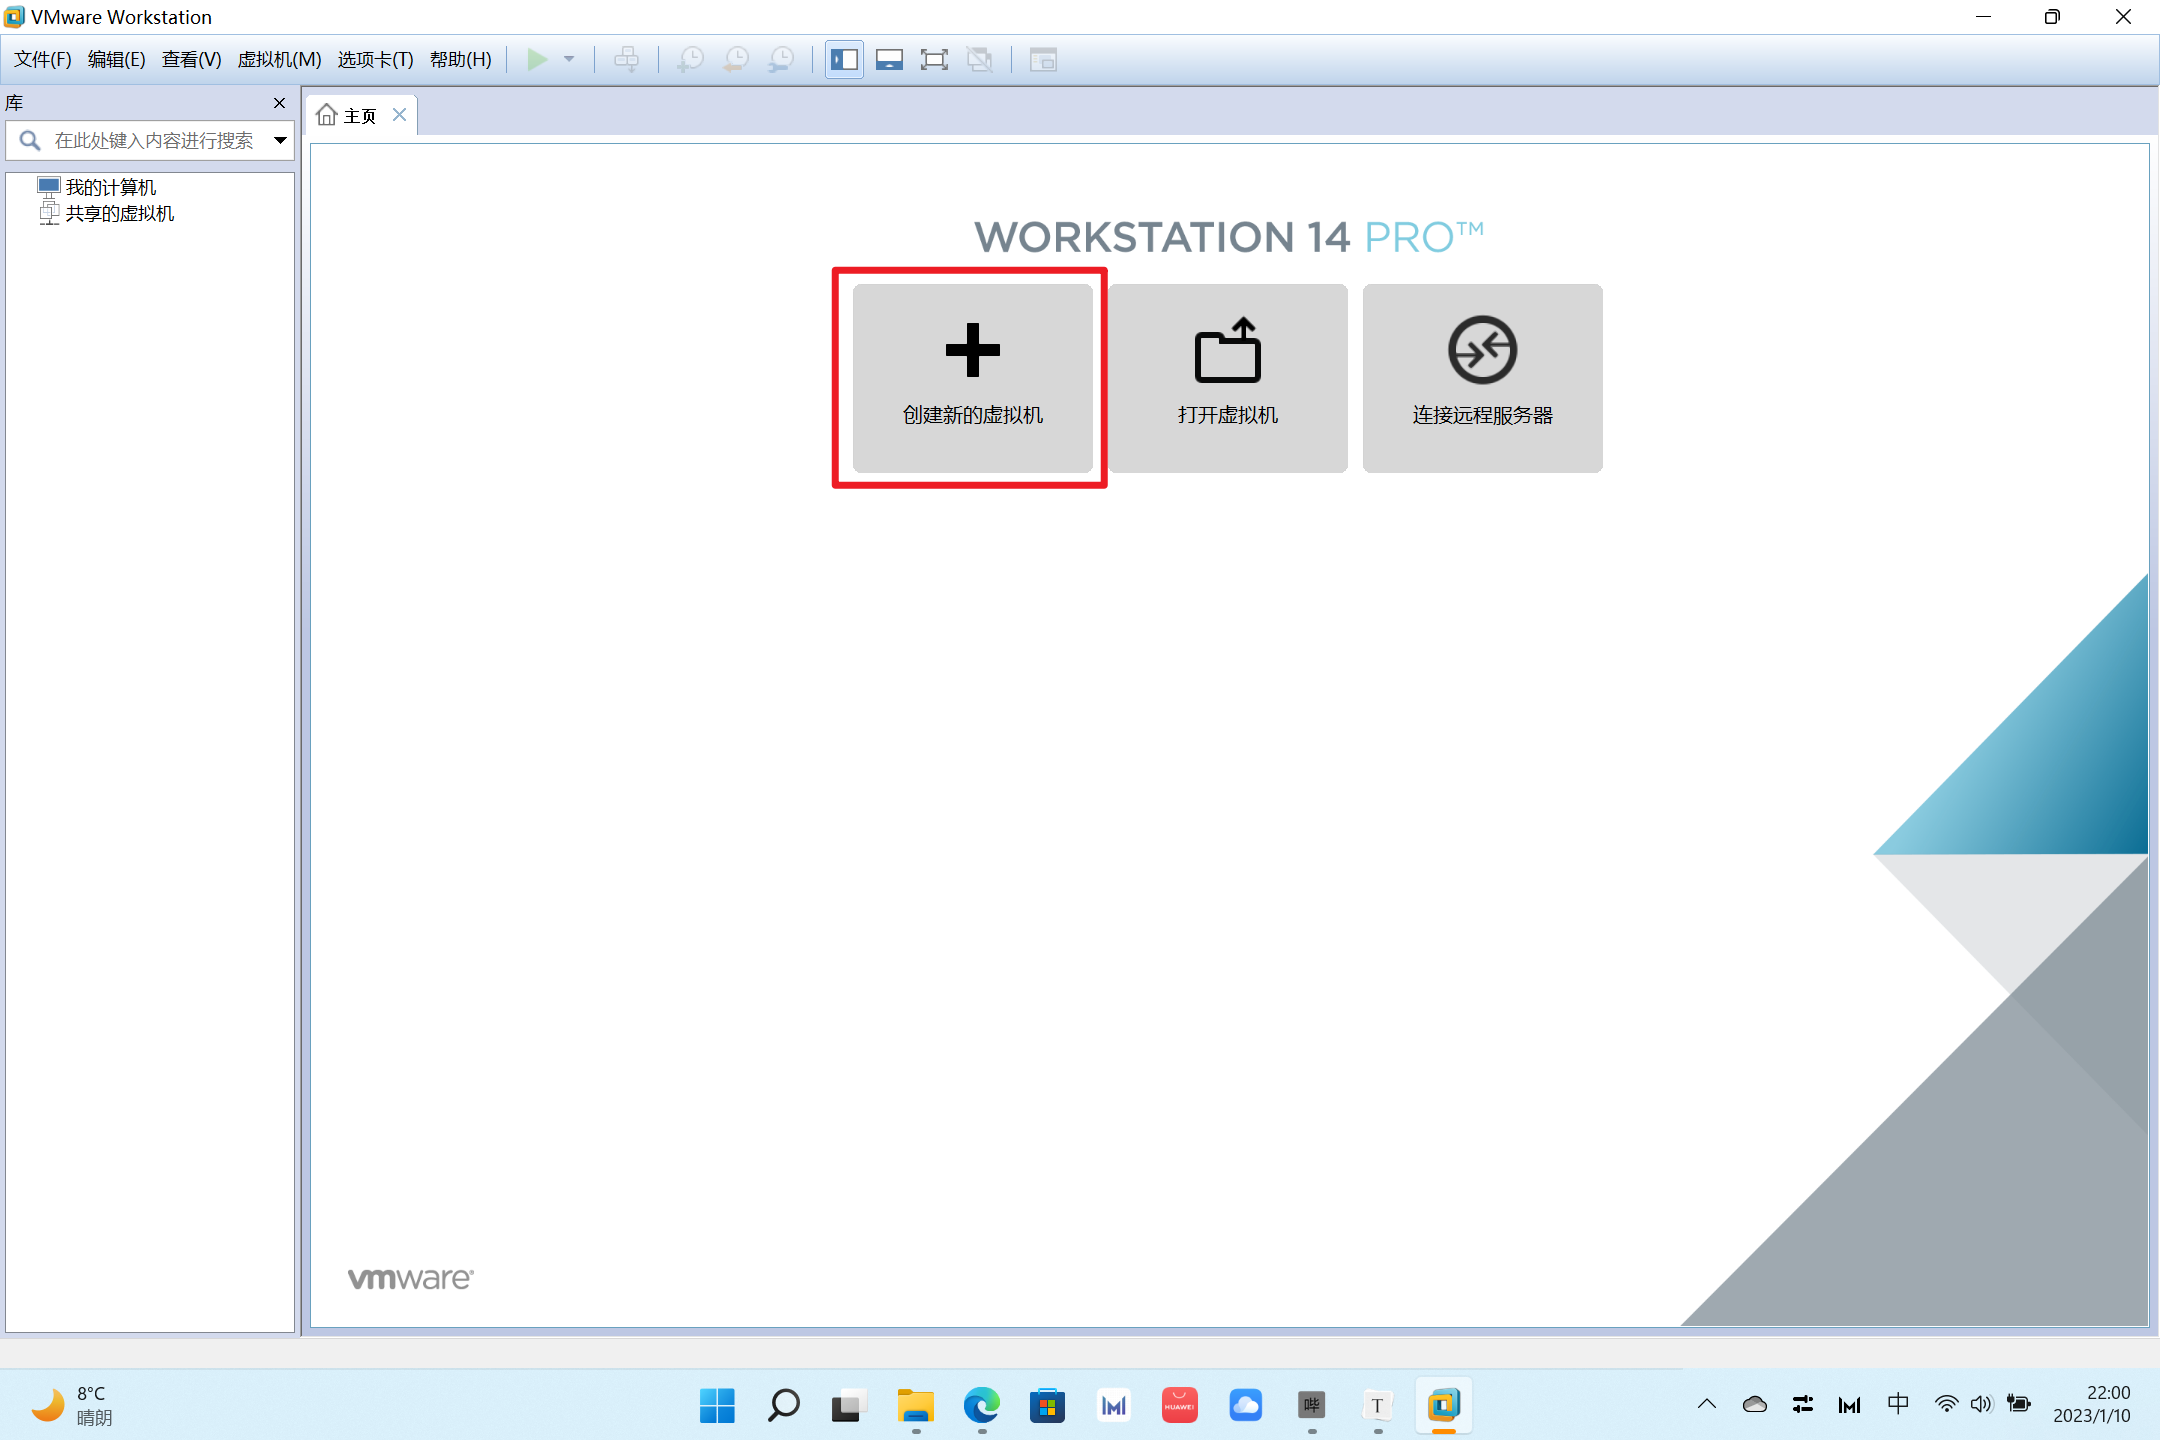 VMware Workstation
文件(F) 编辑(E) 查看(V) 虚拟机(M) 选项卡(T) 帮助(H)
库
在此处键入内容进行搜索
我的计算机
共享的虚拟机
主页
WORKSTATION 14 PRO™
创建新的虚拟机
打开虚拟机
连接远程服务器
vmware®
8°C
晴朗
HUAWEI
哔
T
中
22:00
2023/1/10